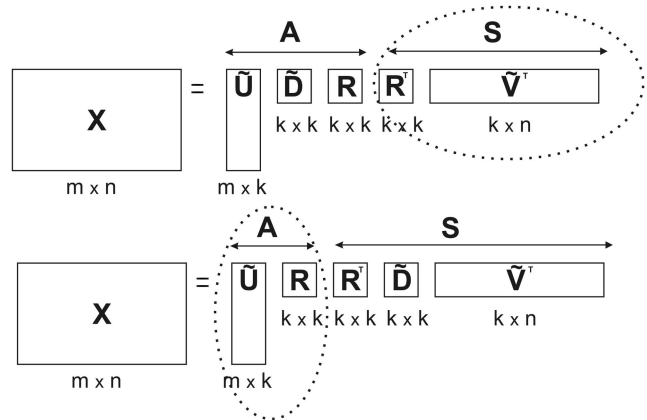 A S
X = Ũ D̃ R Rᵀ Ṽᵀ
k x k k x k k x k k x n
m x n m x k
A S
X = Ũ R Rᵀ D̃ Ṽᵀ
k x k k x k k x k k x n
m x n m x k